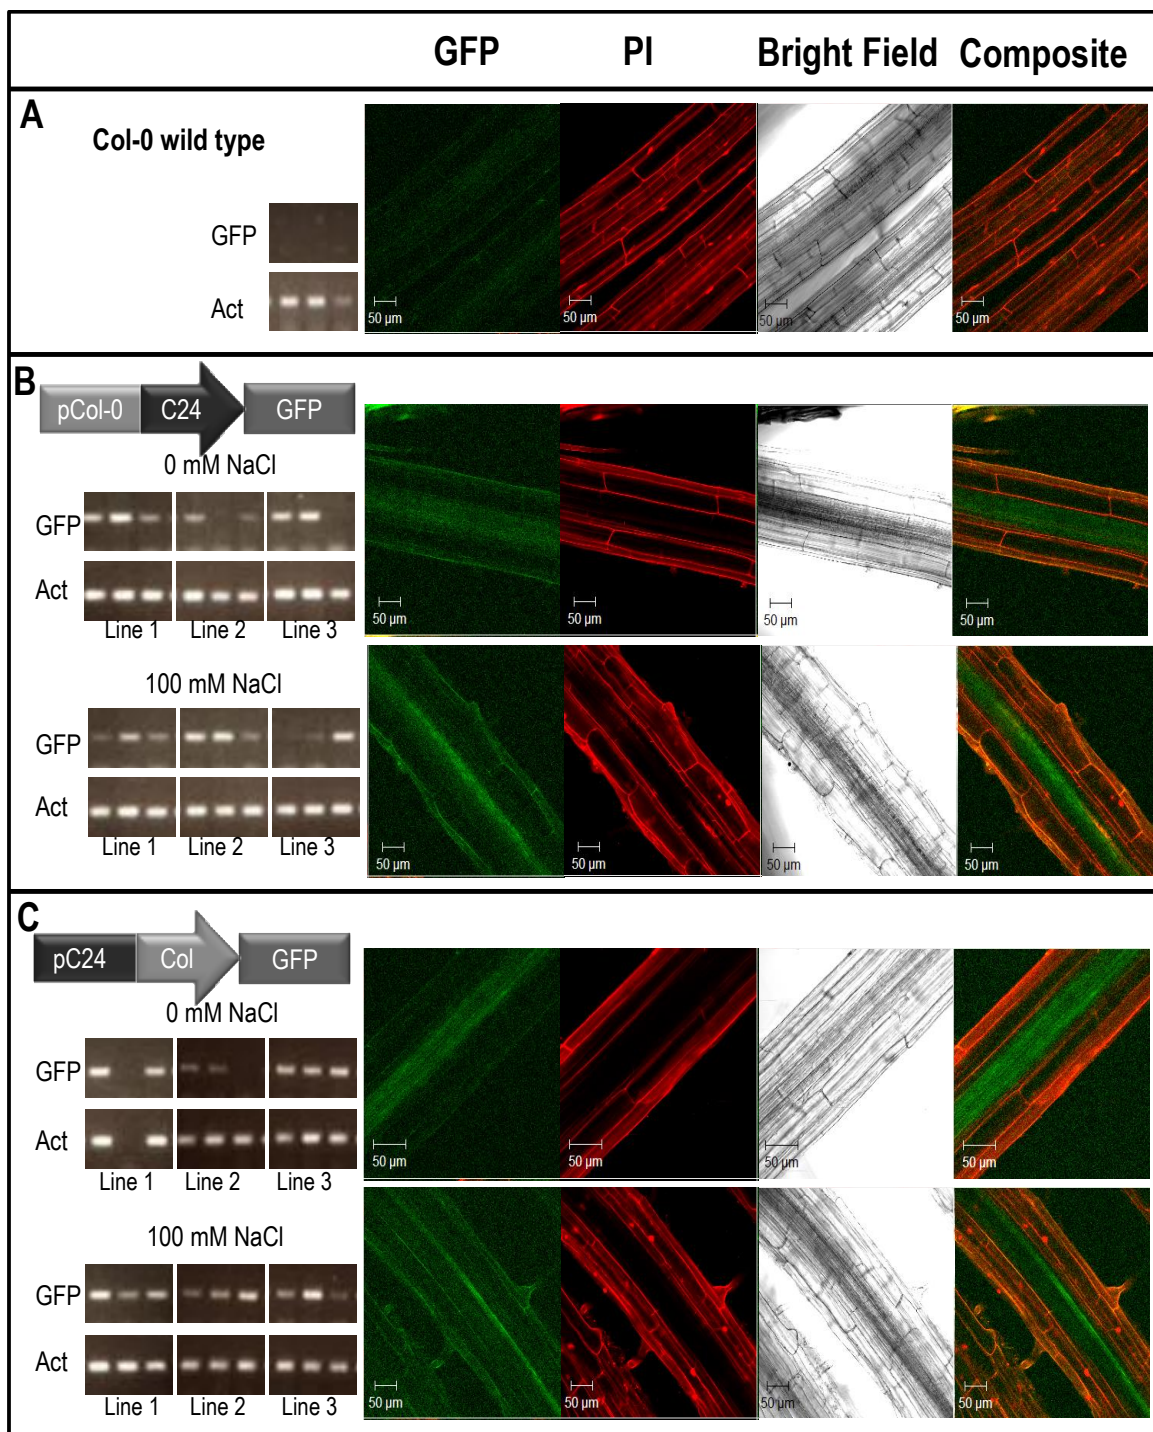 GFP PI Bright Field Composite
A
Col-0 wild type
GFP
Act
50 µm 50 µm 50 µm 50 µm
B
pCol-0 C24 GFP
0 mM NaCl
GFP
Act
Line 1 Line 2 Line 3
50 µm 50 µm 50 µm 50 µm
100 mM NaCl
GFP
Act
Line 1 Line 2 Line 3
50 µm 50 µm 50 µm 50 µm
C
pC24 Col GFP
0 mM NaCl
GFP
Act
Line 1 Line 2 Line 3
50 µm 50 µm 50 µm 50 µm
100 mM NaCl
GFP
Act
Line 1 Line 2 Line 3
50 µm 50 µm 50 µm 50 µm